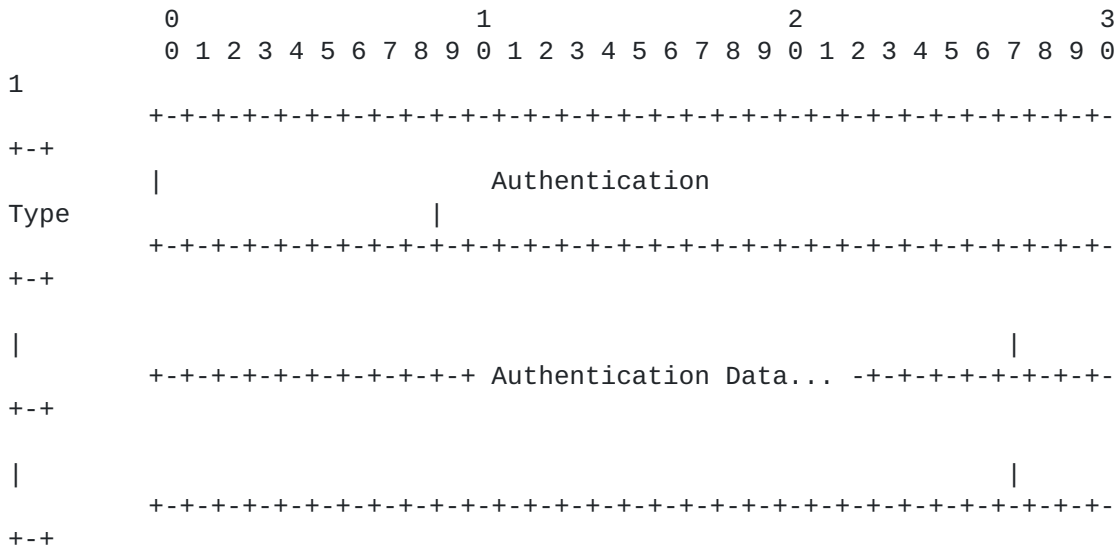 0                   1                   2                   3
0 1 2 3 4 5 6 7 8 9 0 1 2 3 4 5 6 7 8 9 0 1 2 3 4 5 6 7 8 9 0
1
+-+-+-+-+-+-+-+-+-+-+-+-+-+-+-+-+-+-+-+-+-+-+-+-+-+-+-+-+-+-+-
+-+
|                     Authentication
Type                       |
+-+-+-+-+-+-+-+-+-+-+-+-+-+-+-+-+-+-+-+-+-+-+-+-+-+-+-+-+-+-+-
+-+
|                                                               |
+-+-+-+-+-+-+-+-+-+-+ Authentication Data... -+-+-+-+-+-+-+-+-
+-+
|                                                               |
+-+-+-+-+-+-+-+-+-+-+-+-+-+-+-+-+-+-+-+-+-+-+-+-+-+-+-+-+-+-+-
+-+